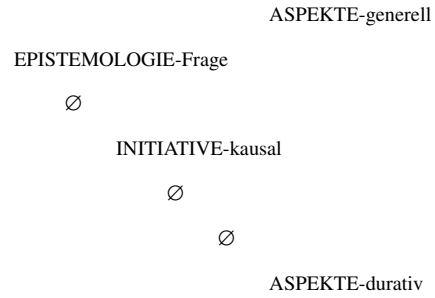 ASPEKTE-generell
EPISTEMOLOGIE-Frage
∅
INITIATIVE-kausal
∅
∅
ASPEKTE-durativ